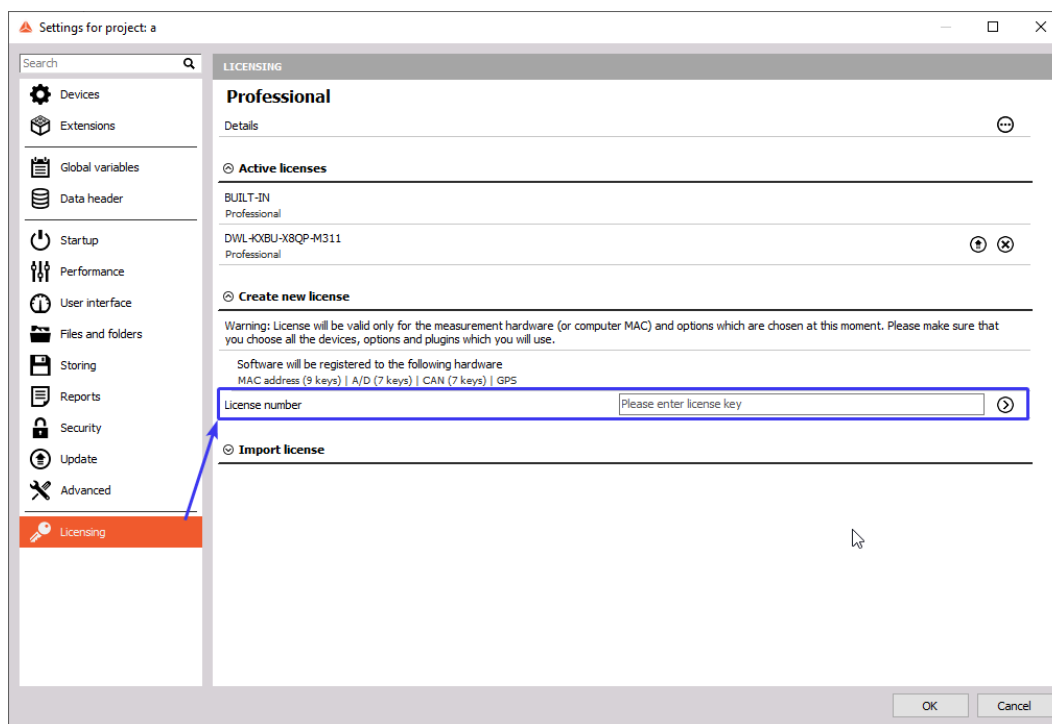 Settings for project: a
Search
Devices
Extensions
Global variables
Data header
Startup
Performance
User interface
Files and folders
Storing
Reports
Security
Update
Advanced
Licensing
LICENSING
Professional
Details
Active licenses
BUILT-IN
Professional
DWL-KXBU-X8QP-M311
Professional
Create new license
Warning: License will be valid only for the measurement hardware (or computer MAC) and options which are chosen at this moment. Please make sure that
you choose all the devices, options and plugins which you will use.
Software will be registered to the following hardware
MAC address (9 keys) | A/D (7 keys) | CAN (7 keys) | GPS
License number
Please enter license key
Import license
OK
Cancel